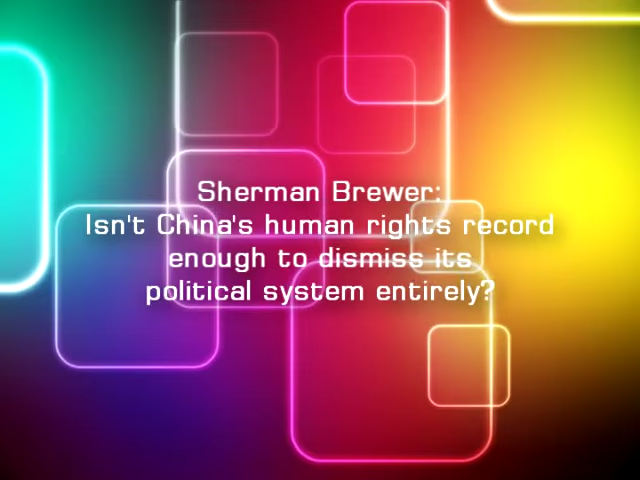 Sherman Brewer:
Isn't China's human rights record
enough to dismiss its
political system entirely?